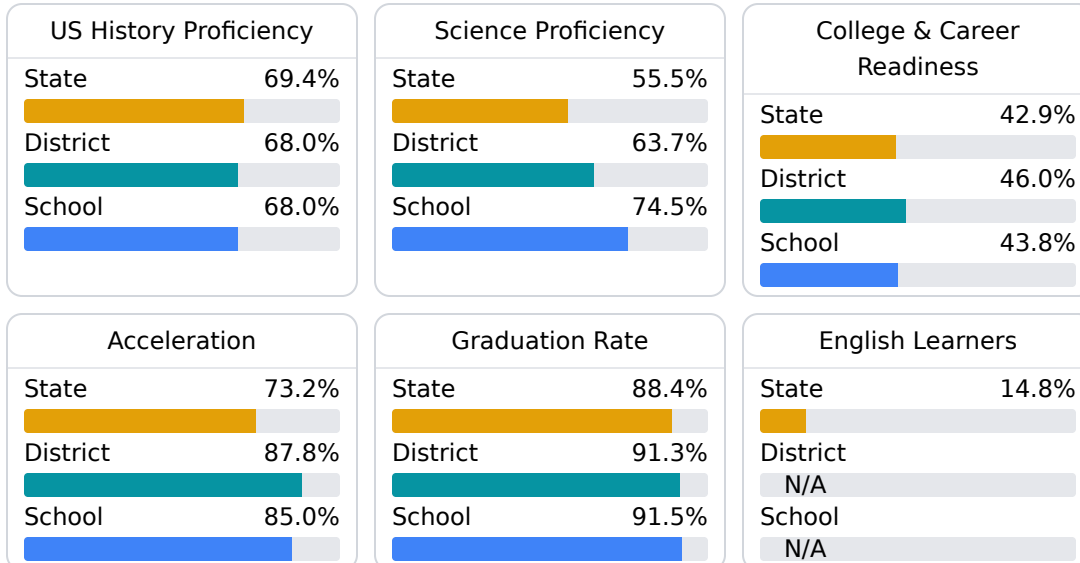 US History Proficiency
State 69.4%
District 68.0%
School 68.0%
Science Proficiency
State 55.5%
District 63.7%
School 74.5%
College & Career
Readiness
State 42.9%
District 46.0%
School 43.8%
Acceleration
State 73.2%
District 87.8%
School 85.0%
Graduation Rate
State 88.4%
District 91.3%
School 91.5%
English Learners
State 14.8%
District
N/A
School
N/A